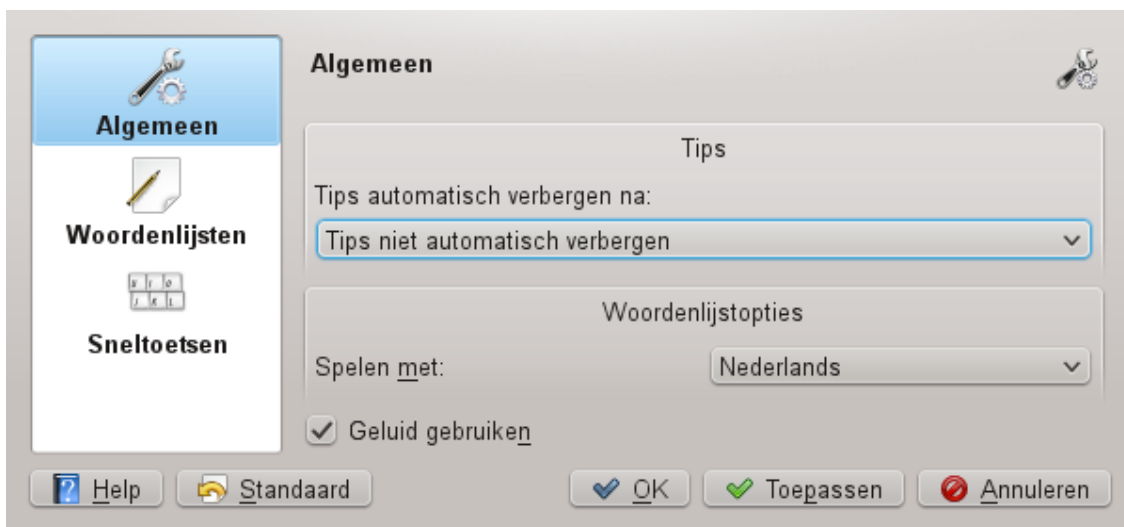 Algemeen
Woordenlijsten
Sneltoetsen
Algemeen
Tips
Tips automatisch verbergen na:
Tips niet automatisch verbergen
Woordenlijstopties
Spelen met: Nederlands
Geluid gebruiken
Help Standaard OK Toepassen Annuleren